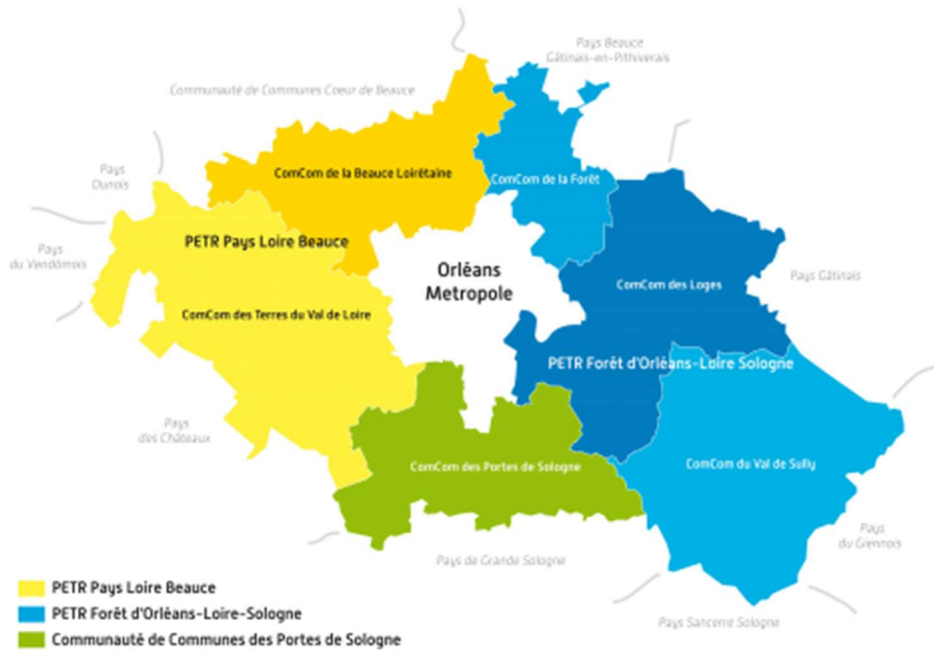 Pays Beauce
Gâtinais-en-Pithiverais
Communauté de Communes Coeur de Beauce
ComCom de la Beauce Loirétaine
ComCom de la Forêt
Pays
Dunois
PETR Pays Loire Beauce
Pays
du Vendômois
Orléans
Metropole
Pays Gâtinais
ComCom des Loges
ComCom des Terres du Val de Loire
PETR Forêt d'Orléans-Loire Sologne
Pays
des Châteaux
ComCom des Portes de Sologne
ComCom du Val de Sully
Pays
du Giennois
Pays de Grande Sologne
Pays Sancerre Sologne
PETR Pays Loire Beauce
PETR Forêt d'Orléans-Loire-Sologne
Communauté de Communes des Portes de Sologne